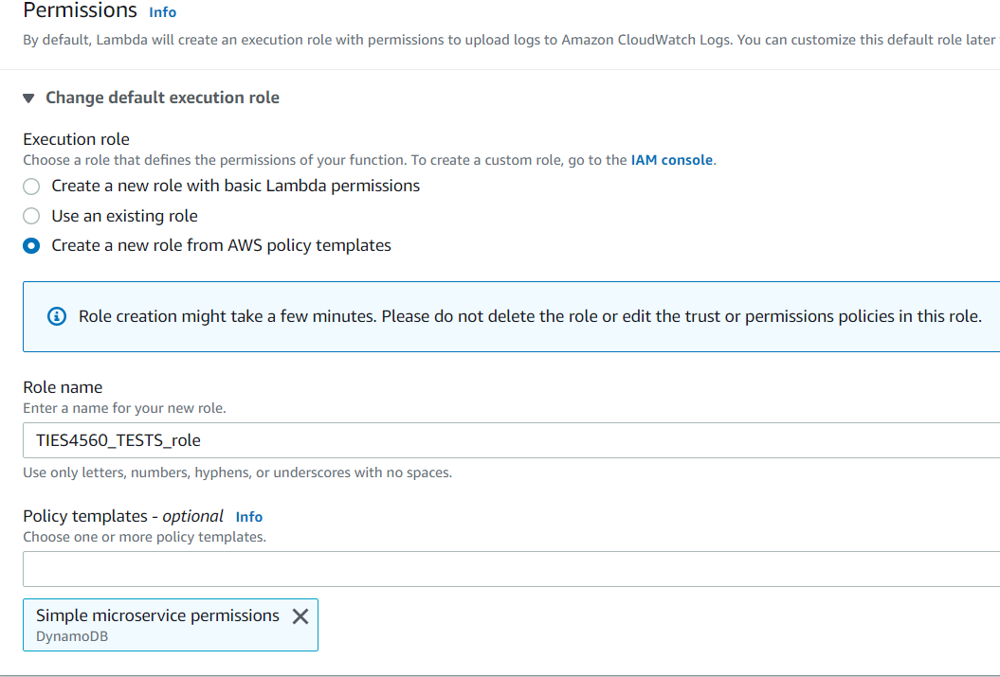 Permissions Info
By default, Lambda will create an execution role with permissions to upload logs to Amazon CloudWatch Logs. You can customize this default role later
Change default execution role
Execution role
Choose a role that defines the permissions of your function. To create a custom role, go to the IAM console.
Create a new role with basic Lambda permissions
Use an existing role
Create a new role from AWS policy templates
Role creation might take a few minutes. Please do not delete the role or edit the trust or permissions policies in this role.
Role name
Enter a name for your new role.
TIES4560_TESTS_role
Use only letters, numbers, hyphens, or underscores with no spaces.
Policy templates - optional Info
Choose one or more policy templates.
Simple microservice permissions
DynamoDB